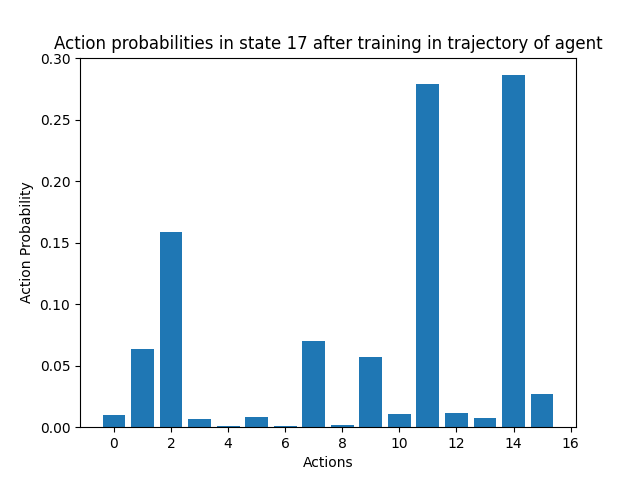 Action probabilities in state 17 after training in trajectory of agent
0.30
0.25
0.20
0.15
0.10
0.05
0.00
Action Probability
0 2 4 6 8 10 12 14 16
Actions